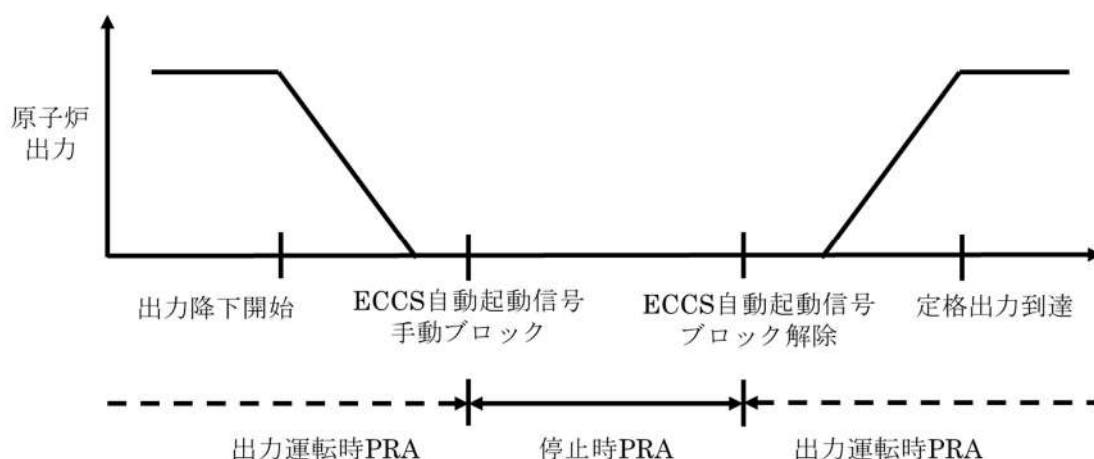 原子炉
出力
出力降下開始
ECCS自動起動信号
手動ブロック
ECCS自動起動信号
ブロック解除
定格出力到達
出力運転時PRA
停止時PRA
出力運転時PRA